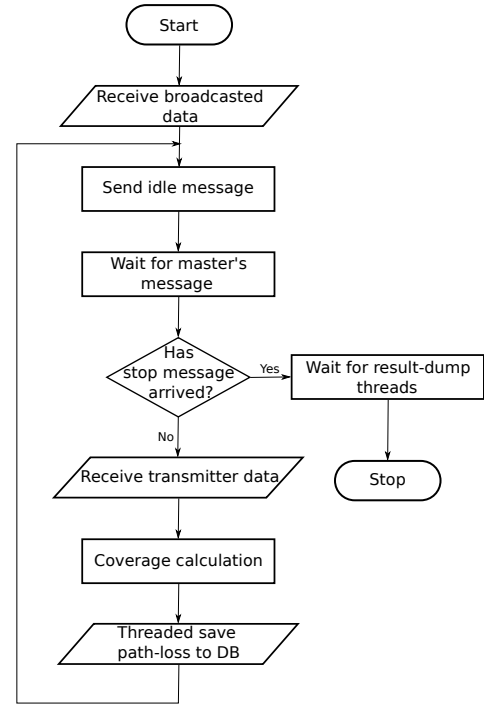 Start
Receive broadcasted
data
Send idle message
Wait for master's
message
Has
stop message
arrived?
Yes
Wait for result-dump
threads
No
Stop
Receive transmitter data
Coverage calculation
Threaded save
path-loss to DB